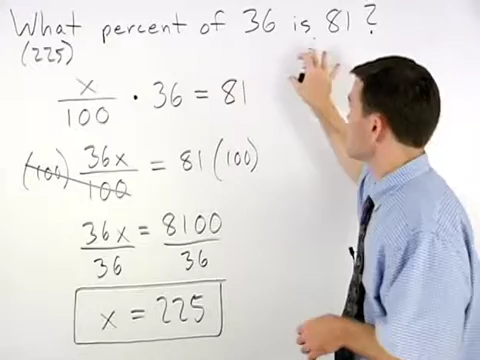 What percent of 36 is 81?
(225)
x/100 · 36 = 81
(100) 36x/100 = 81(100)
36x/36 = 8100/36
x = 225